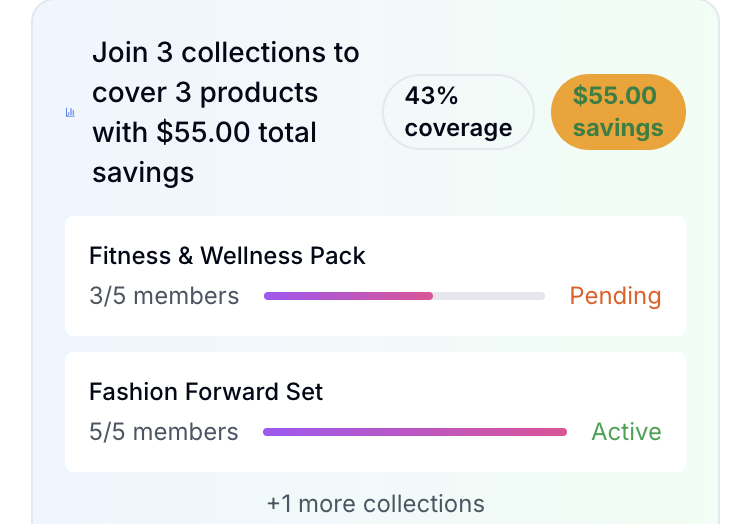 Join 3 collections to
cover 3 products
with $55.00 total
savings
43%
coverage
$55.00
savings
Fitness & Wellness Pack
3/5 members
Pending
Fashion Forward Set
5/5 members
Active
+1 more collections